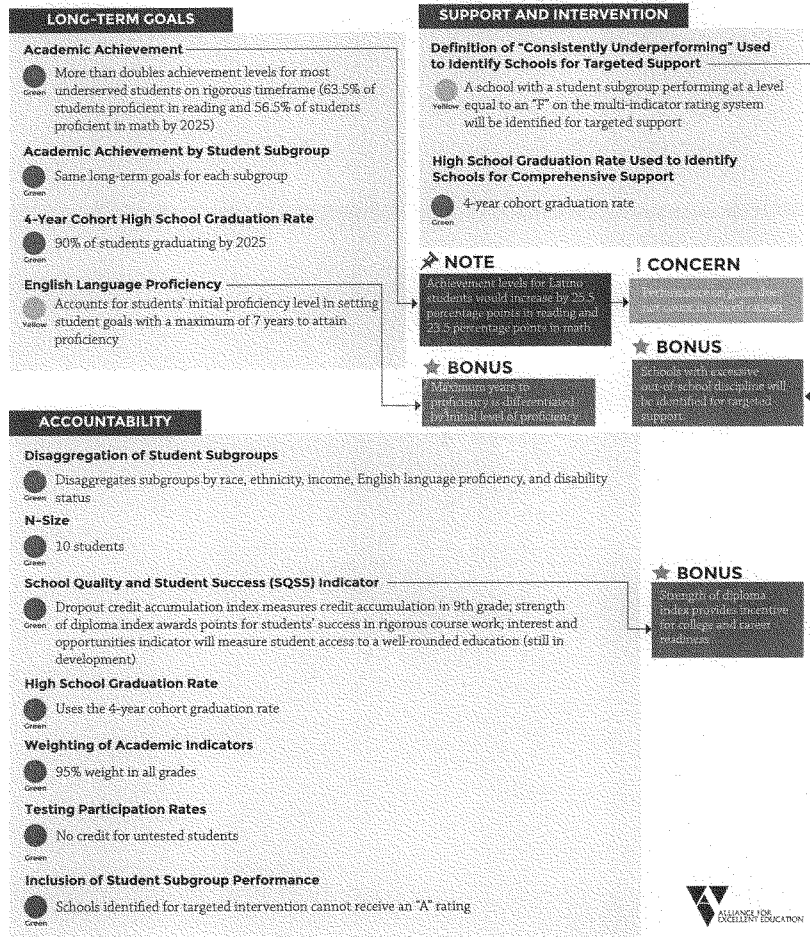 LONG-TERM GOALS
Academic Achievement
Green
More than doubles achievement levels for most
underserved students on rigorous timeframe (63.5% of
students proficient in reading and 56.5% of students
proficient in math by 2025)
Academic Achievement by Student Subgroup
Green
Same long-term goals for each subgroup
4-Year Cohort High School Graduation Rate
Green
90% of students graduating by 2025
English Language Proficiency
Yellow
Accounts for students' initial proficiency level in setting
student goals with a maximum of 7 years to attain
proficiency
SUPPORT AND INTERVENTION
Definition of "Consistently Underperforming" Used
to Identify Schools for Targeted Support
Yellow
A school with a student subgroup performing at a level
equal to an "F" on the multi-indicator rating system
will be identified for targeted support
High School Graduation Rate Used to Identify
Schools for Comprehensive Support
Green
4-year cohort graduation rate
NOTE
Achievement levels for Latino
students would increase by 25.5
percentage points in reading and
23.5 percentage points in math
! CONCERN
BONUS
Maximum years to
proficiency is differentiated
by initial level of proficiency
BONUS
Schools with excessive
out-of-school discipline will
be identified for targeted
support
ACCOUNTABILITY
Disaggregation of Student Subgroups
Green
Disaggregates subgroups by race, ethnicity, income, English language proficiency, and disability
status
N-Size
Green
10 students
School Quality and Student Success (SQSS) Indicator
Green
Dropout credit accumulation index measures credit accumulation in 9th grade; strength
of diploma index awards points for students' success in rigorous course work; interest and
opportunities indicator will measure student access to a well-rounded education (still in
development)
BONUS
Strength of diploma
index provides incentive
for college and career
readiness
High School Graduation Rate
Green
Uses the 4-year cohort graduation rate
Weighting of Academic Indicators
Green
95% weight in all grades
Testing Participation Rates
Green
No credit for untested students
Inclusion of Student Subgroup Performance
Green
Schools identified for targeted intervention cannot receive an "A" rating
ALLIANCE FOR
EXCELLENT EDUCATION